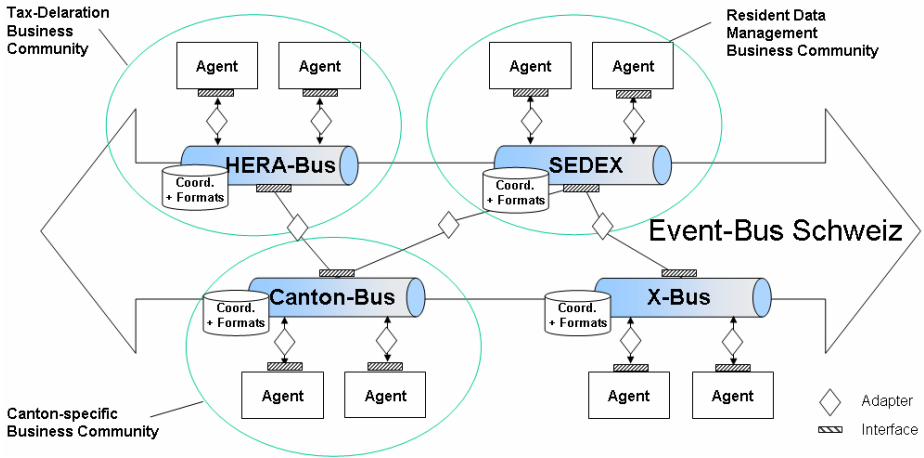 Tax-Delaration
Business
Community
Resident Data
Management
Business Community
Agent
Agent
Agent
Agent
HERA-Bus
SEDEX
Coord.
+ Formats
Coord.
+ Formats
Event-Bus Schweiz
Canton-Bus
X-Bus
Coord.
+ Formats
Coord.
+ Formats
Agent
Agent
Agent
Agent
Canton-specific
Business Community
Adapter
Interface